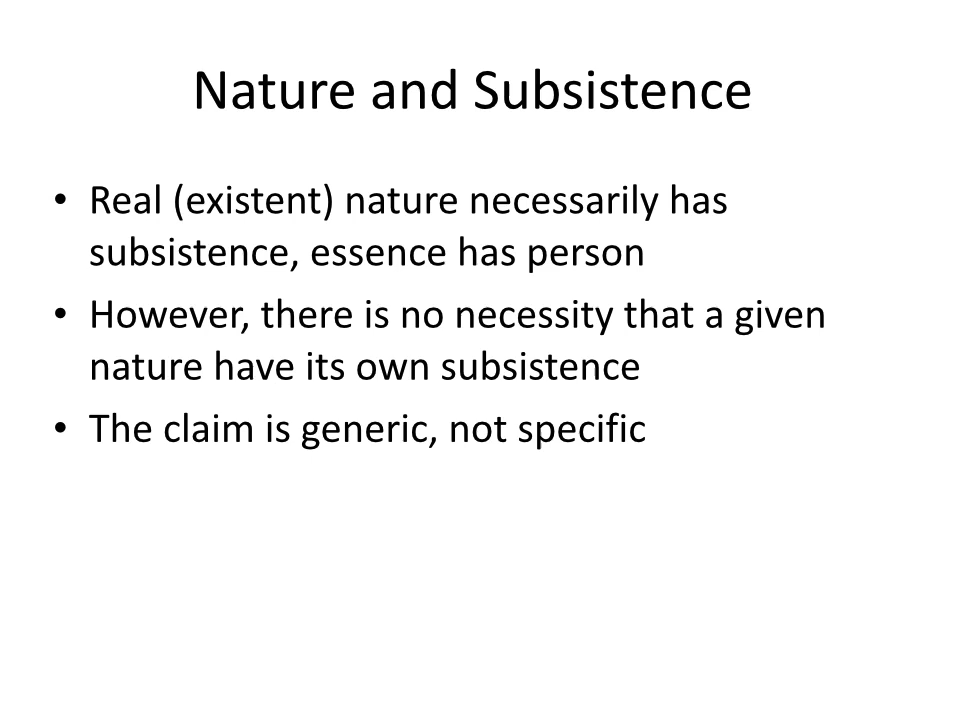 Nature and Subsistence
• Real (existent) nature necessarily has
subsistence, essence has person
• However, there is no necessity that a given
nature have its own subsistence
• The claim is generic, not specific